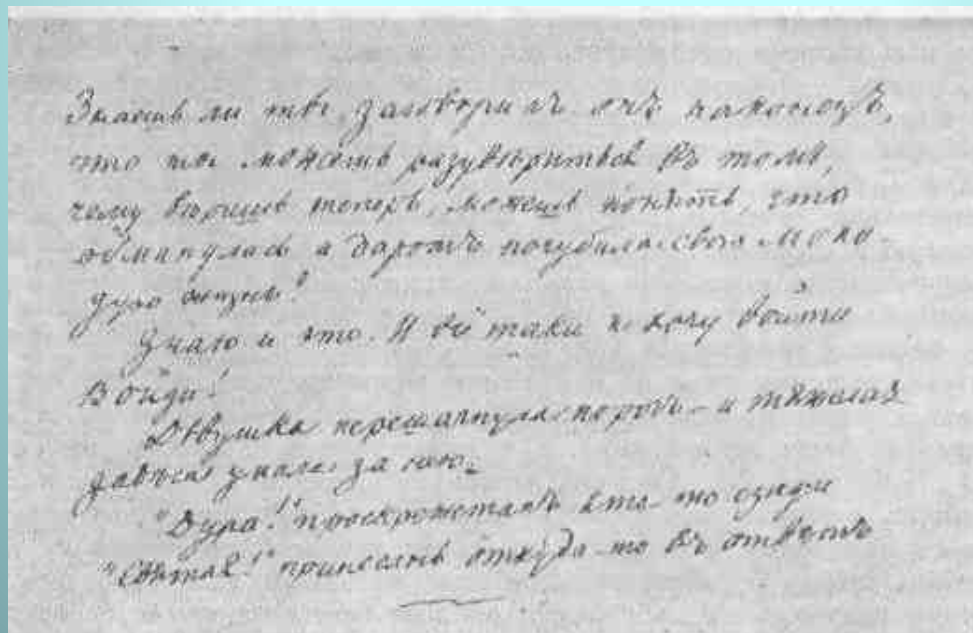 Знаешь ли ты, заговорилъ онъ наконецъ,
что ты можешь разувѣриться въ томъ,
чему вѣришь теперь, можешь понять, что
обманулась и даромъ погубила свою моло-
дую жизнь!
Знаю и это. И всё таки я хочу войти
Войди!
Дѣвушка перешагнула порогъ – и тяжелая
завѣса упала за нею.
"Дура!" проскрежеталъ кто-то сзади
"Святая!" принеслось откуда-то въ отвѣтъ